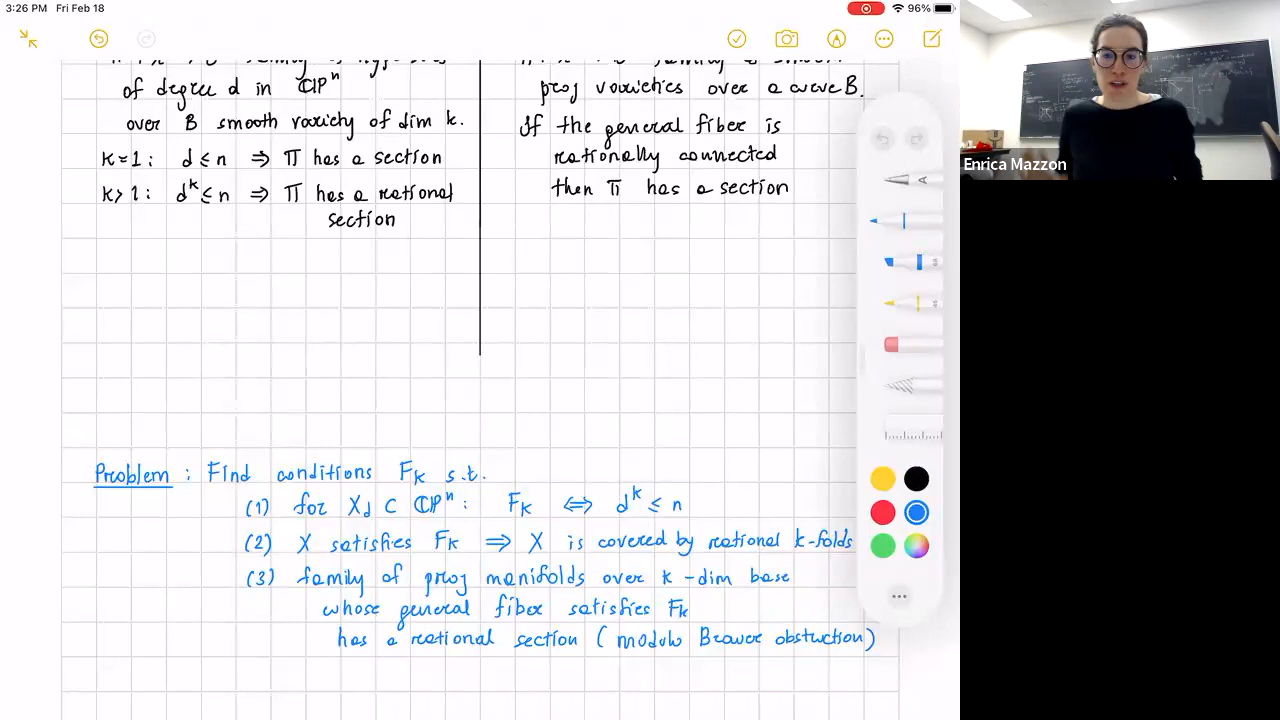 3:26 PM Fri Feb 18
96%
of degree d in ℂℙⁿ
over B smooth variety of dim k.
k=1: d ≤ n ⇒ π has a section
k>1: dᵏ ≤ n ⇒ π has a rational
section
proj varieties over a curve B.
If the general fiber is
rationally connected
then π has a section
Enrica Mazzon
Problem: Find conditions Fₖ s.t.
(1) for X_d ⊂ ℂℙⁿ: Fₖ ⟺ dᵏ ≤ n
(2) X satisfies Fₖ ⇒ X is covered by rational k-folds
(3) family of proj manifolds over k-dim base
whose general fiber satisfies Fₖ
has a rational section (modulo Brauer obstruction)